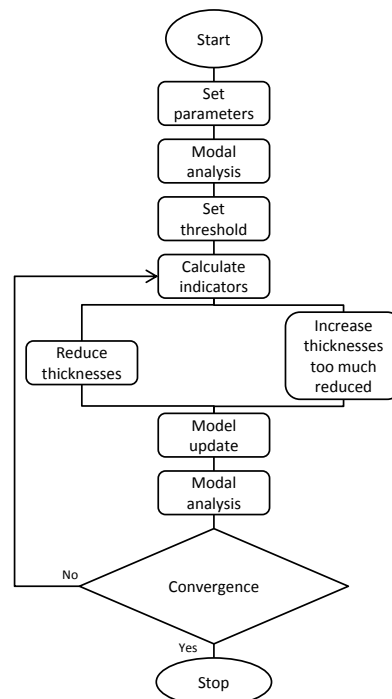 Start
Set
parameters
Modal
analysis
Set
threshold
Calculate
indicators
Reduce
thicknesses
Increase
thicknesses
too much
reduced
Model
update
Modal
analysis
No
Convergence
Yes
Stop